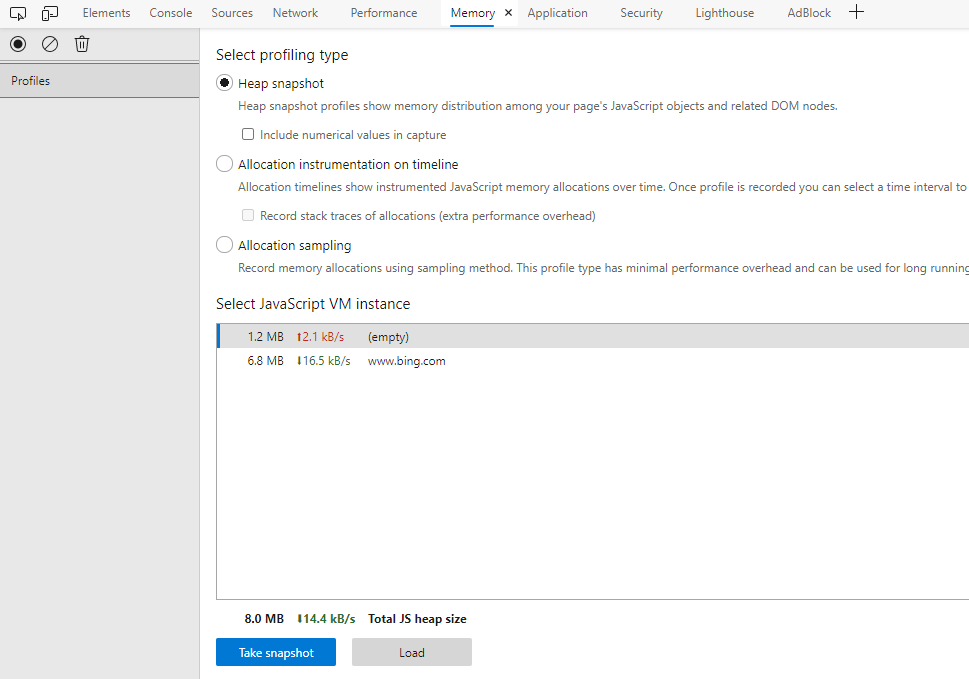 Elements Console Sources Network Performance Memory × Application Security Lighthouse AdBlock +
Profiles
Select profiling type
Heap snapshot
Heap snapshot profiles show memory distribution among your page's JavaScript objects and related DOM nodes.
Include numerical values in capture
Allocation instrumentation on timeline
Allocation timelines show instrumented JavaScript memory allocations over time. Once profile is recorded you can select a time interval to
Record stack traces of allocations (extra performance overhead)
Allocation sampling
Record memory allocations using sampling method. This profile type has minimal performance overhead and can be used for long running
Select JavaScript VM instance
1.2 MB ⬆2.1 kB/s (empty)
6.8 MB ⬇16.5 kB/s www.bing.com
8.0 MB ⬇14.4 kB/s Total JS heap size
Take snapshot Load